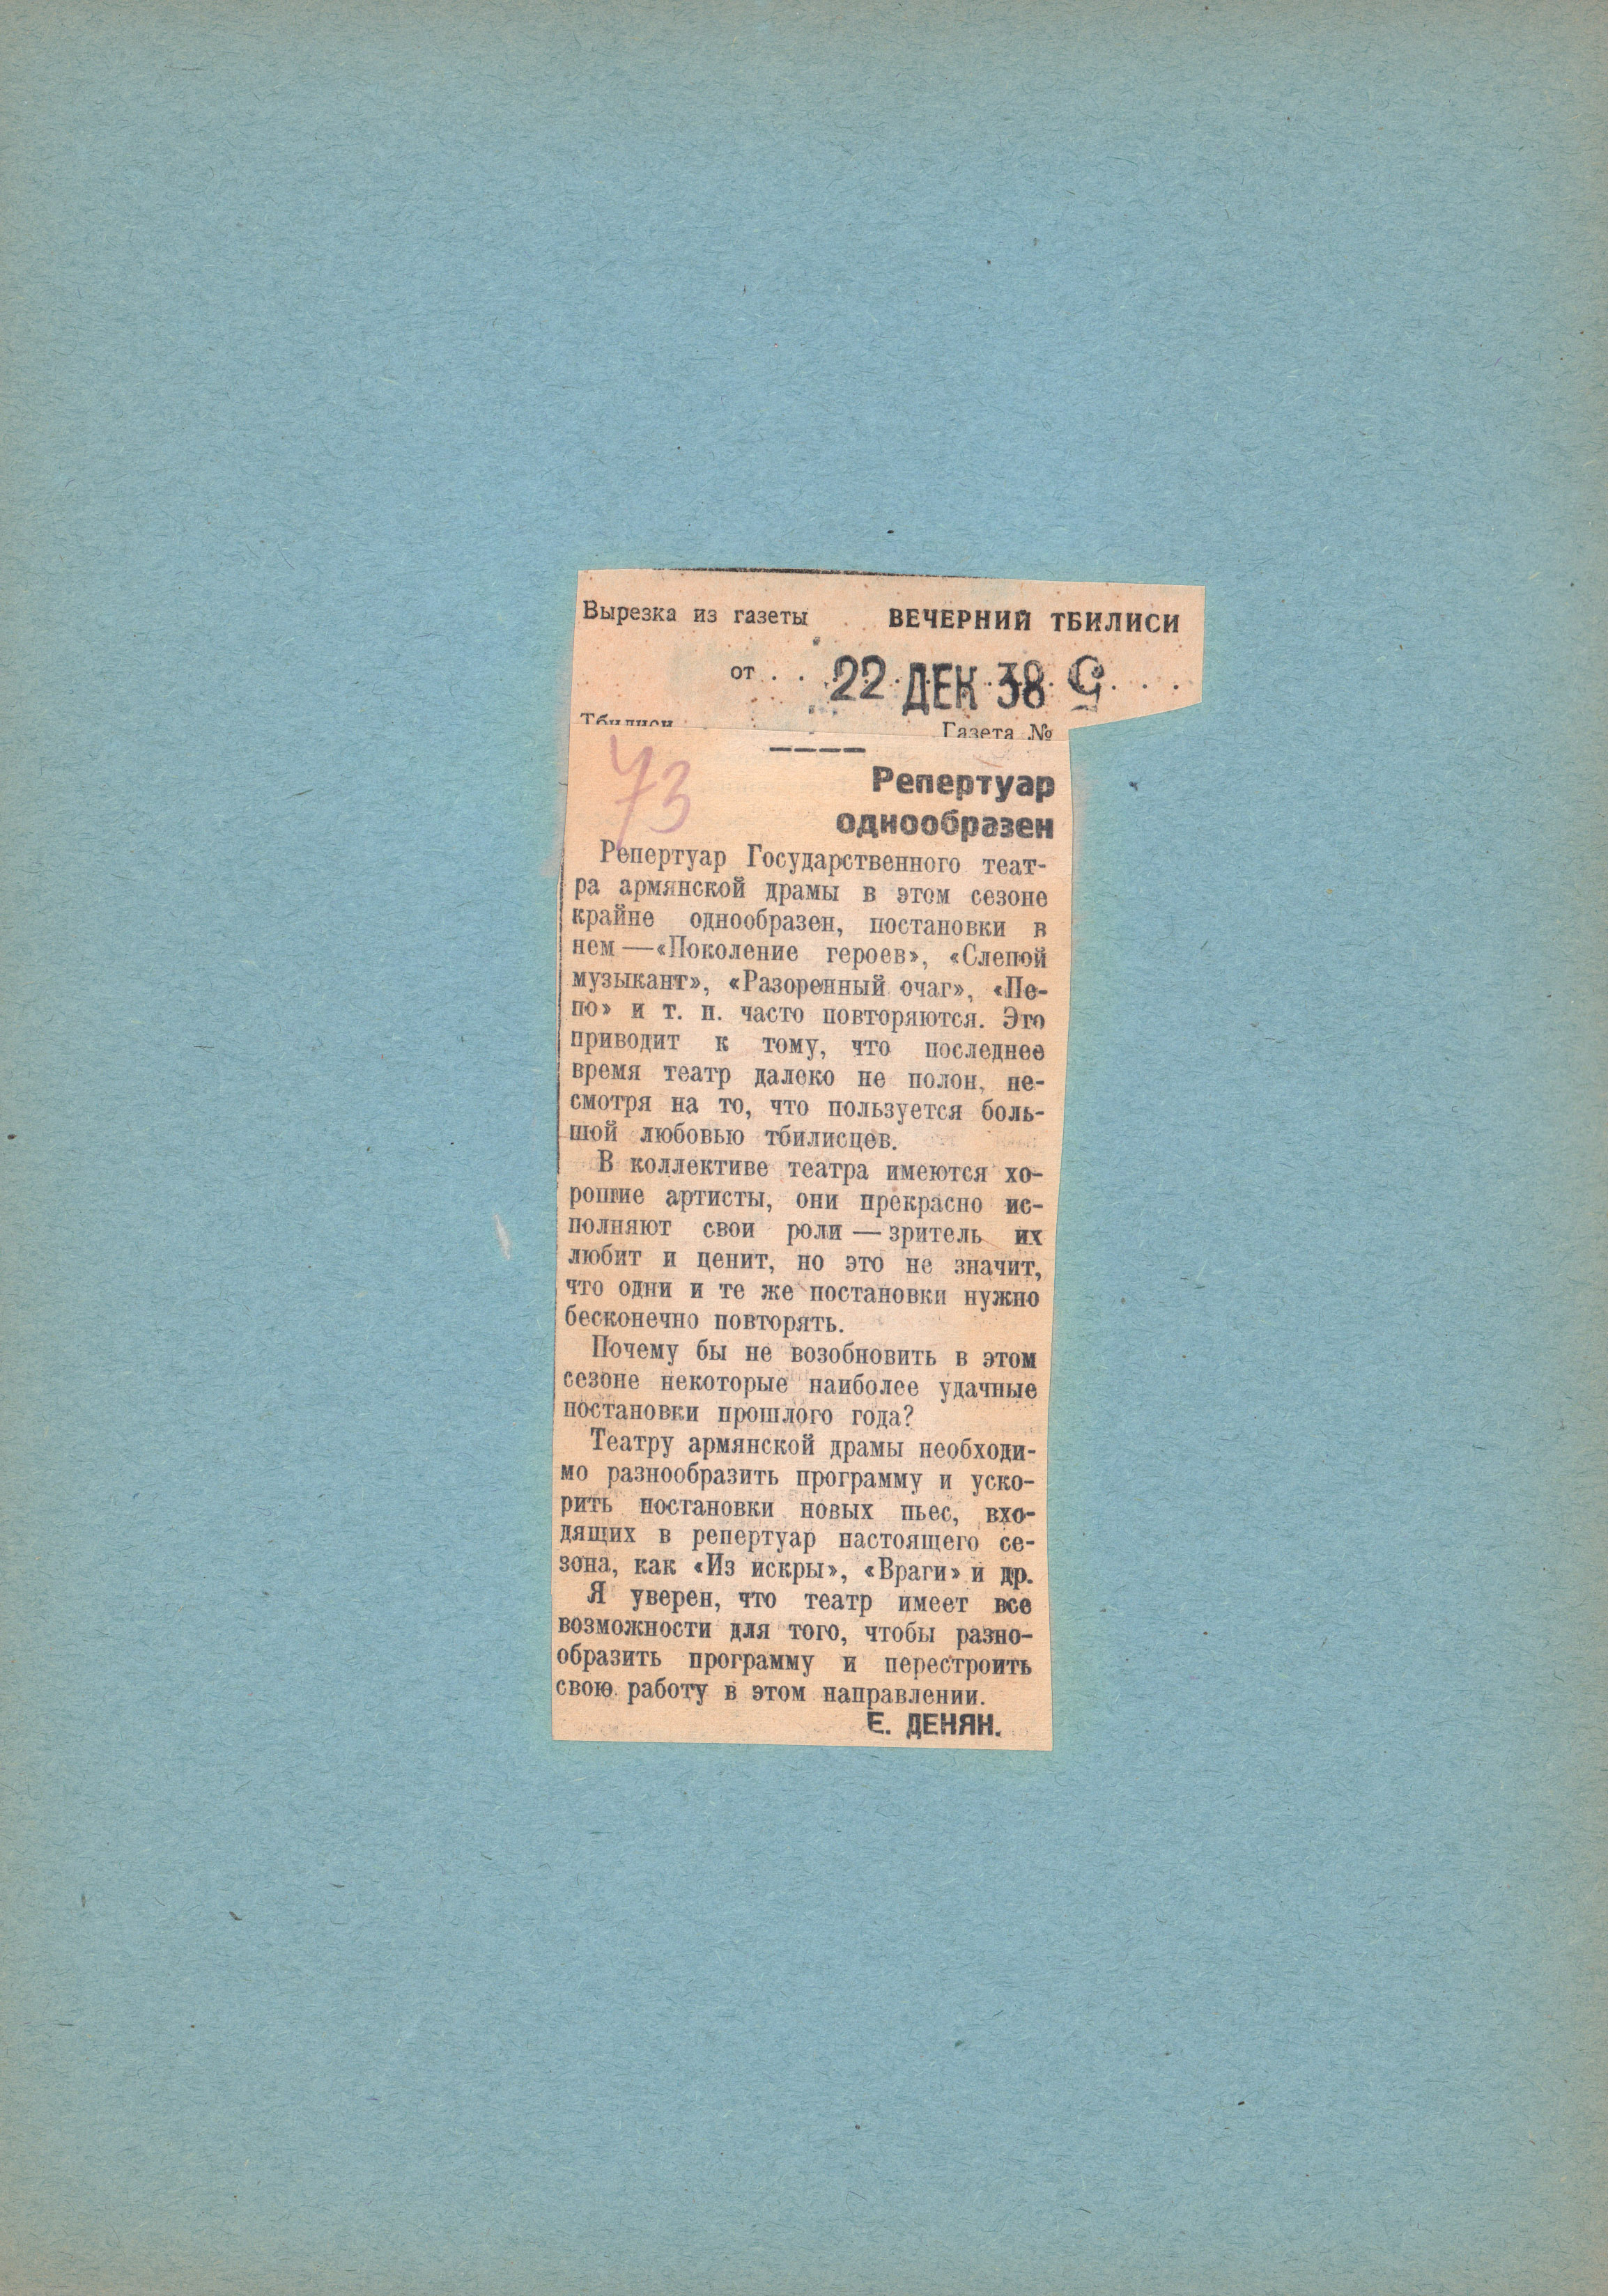 Вырезка из газеты ВЕЧЕРНИЙ ТБИЛИСИ
от . . 22 ДЕК 38
Тбилиси Газета №
73
Репертуар
однообразен
Репертуар Государственного теат-
ра армянской драмы в этом сезоне
крайне однообразен, постановки в
нем — «Поколение героев», «Слепой
музыкант», «Разоренный очаг», «Пе-
по» и т. п. часто повторяются. Это
приводит к тому, что последнее
время театр далеко не полон, не-
смотря на то, что пользуется боль-
шой любовью тбилисцев.
В коллективе театра имеются хо-
рошие артисты, они прекрасно ис-
полняют свои роли — зритель их
любит и ценит, но это не значит,
что одни и те же постановки нужно
бесконечно повторять.
Почему бы не возобновить в этом
сезоне некоторые наиболее удачные
постановки прошлого года?
Театру армянской драмы необходи-
мо разнообразить программу и уско-
рить постановки новых пьес, вхо-
дящих в репертуар настоящего се-
зона, как «Из искры», «Враги» и др.
Я уверен, что театр имеет все
возможности для того, чтобы разно-
образить программу и перестроить
свою работу в этом направлении.
Е. ДЕНЯН.